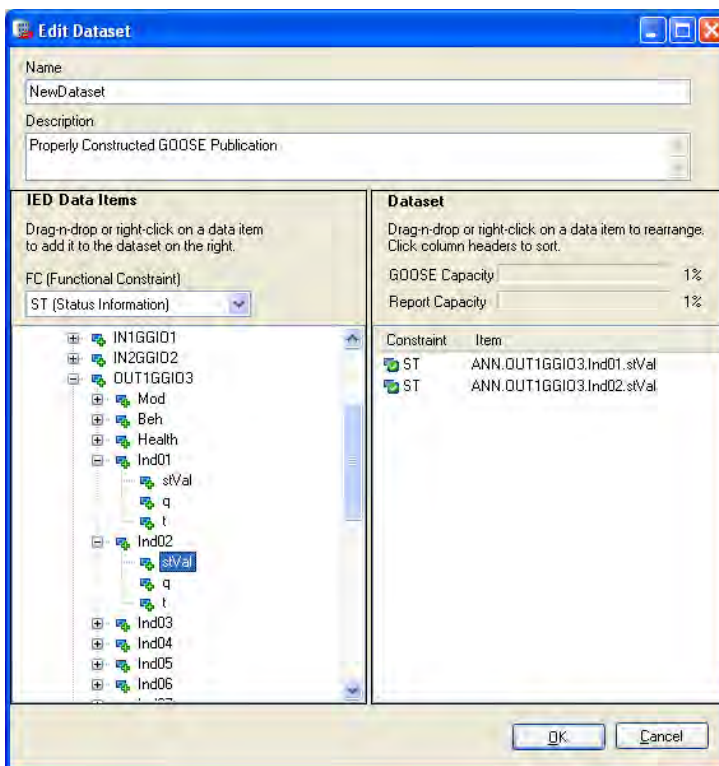 Edit Dataset
Name
NewDataset
Description
Properly Constructed GOOSE Publication
IED Data Items
Drag-n-drop or right-click on a data item
to add it to the dataset on the right.
FC (Functional Constraint)
ST (Status Information)
IN1GGIO1
IN2GGIO2
OUT1GGIO3
Mod
Beh
Health
Ind01
stVal
q
t
Ind02
stVal
q
t
Ind03
Ind04
Ind05
Ind06
Dataset
Drag-n-drop or right-click on a data item to rearrange.
Click column headers to sort.
GOOSE Capacity 1%
Report Capacity 1%
Constraint Item
ST ANN.OUT1GGIO3.Ind01.stVal
ST ANN.OUT1GGIO3.Ind02.stVal
OK Cancel